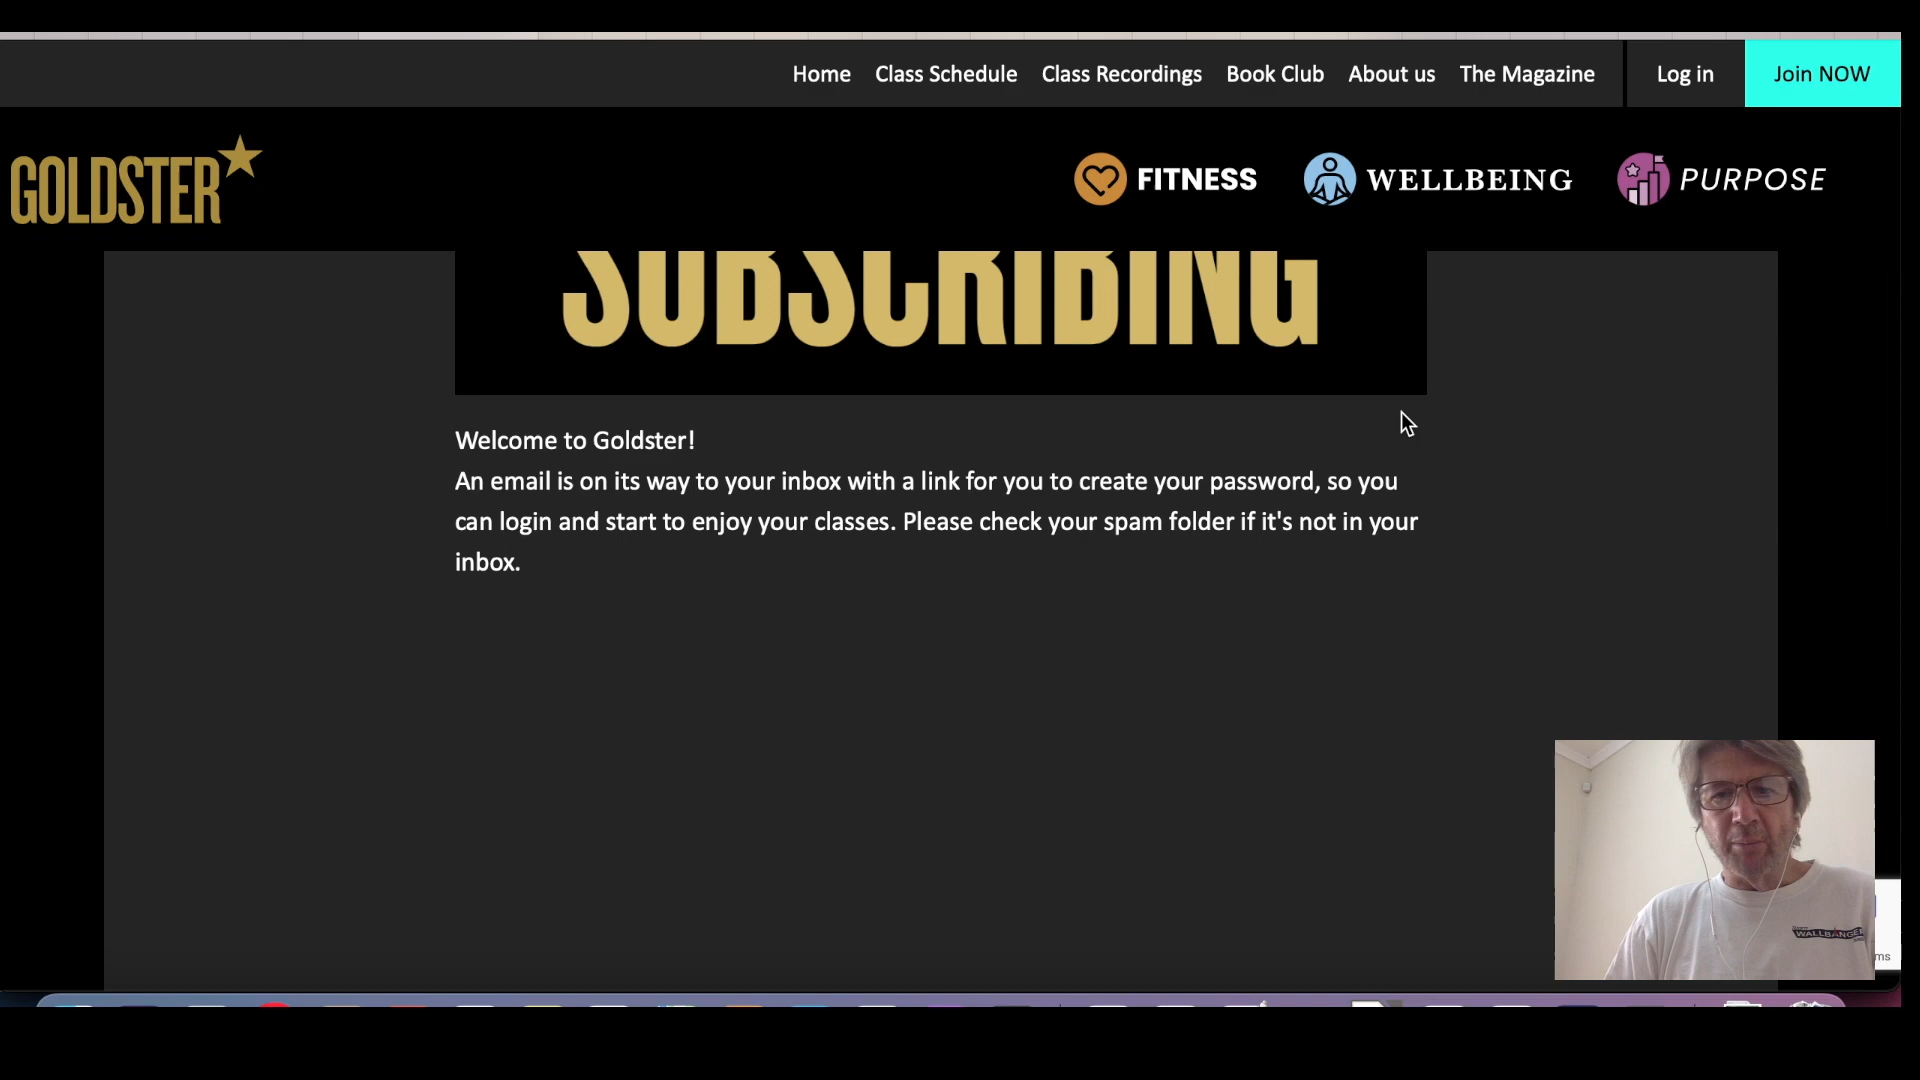 Home Class Schedule Class Recordings Book Club About us The Magazine Log in Join NOW
GOLDSTER FITNESS WELLBEING PURPOSE
SUBSCRIBING
Welcome to Goldster!
An email is on its way to your inbox with a link for you to create your password, so you
can login and start to enjoy your classes. Please check your spam folder if it's not in your
inbox.
WALLBANGER
ms